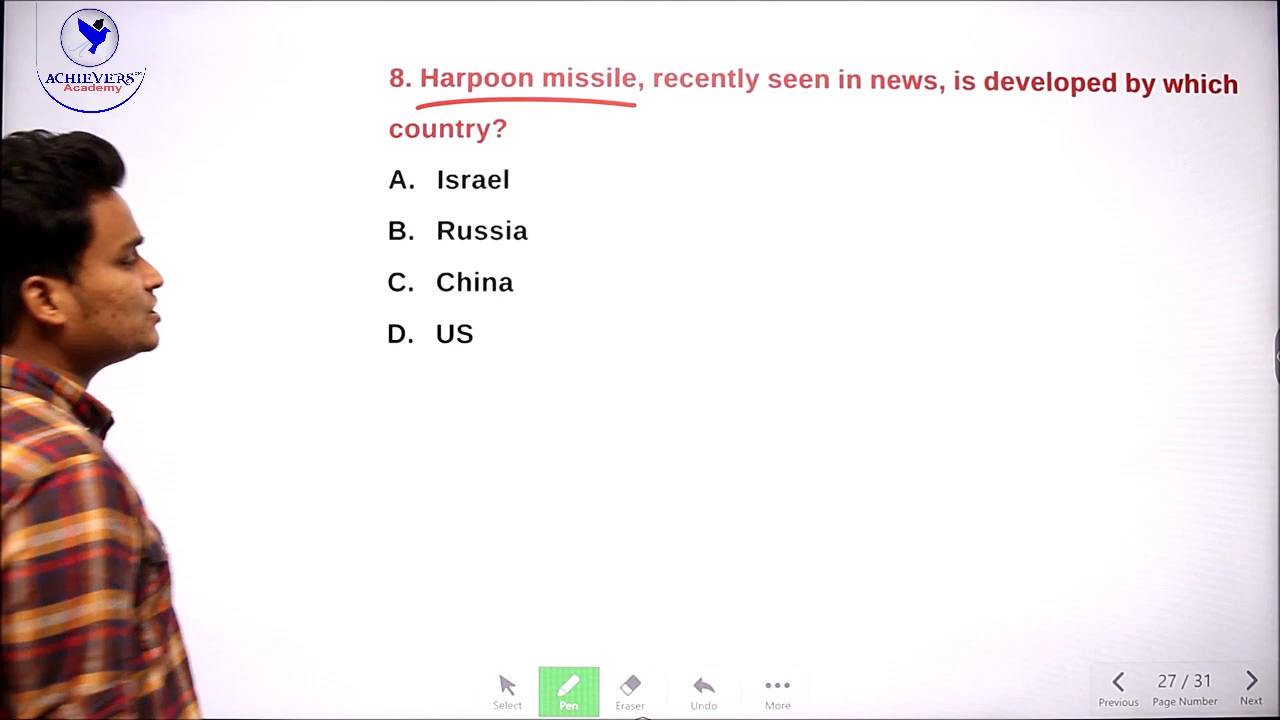 ACHIEVERS
Academy
8. Harpoon missile, recently seen in news, is developed by which
country?
A. Israel
B. Russia
C. China
D. US
Select
Pen
Eraser
Undo
More
27 / 31
Previous
Page Number
Next